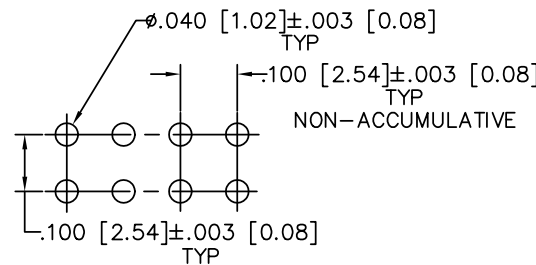 ⌀.040 [1.02]±.003 [0.08]
TYP
.100 [2.54]±.003 [0.08]
TYP
NON-ACCUMULATIVE
.100 [2.54]±.003 [0.08]
TYP